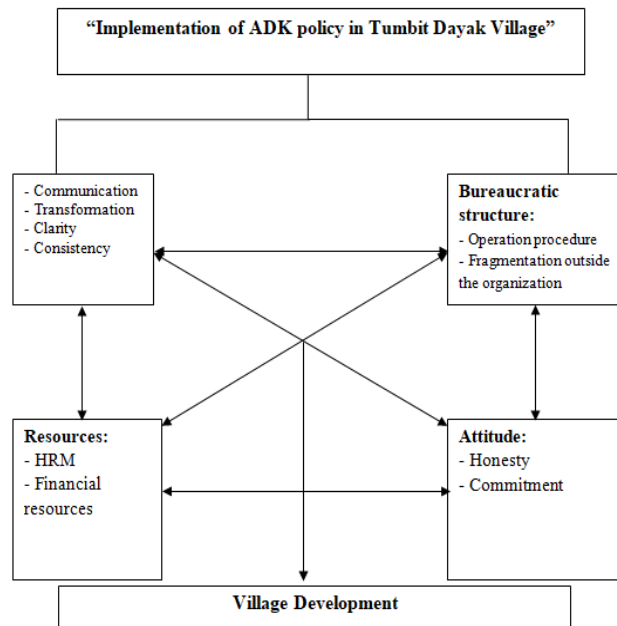 “Implementation of ADK policy in Tumbit Dayak Village”
- Communication
- Transformation
- Clarity
- Consistency
Bureaucratic
structure:
- Operation procedure
- Fragmentation outside
the organization
Resources:
- HRM
- Financial
resources
Attitude:
- Honesty
- Commitment
Village Development